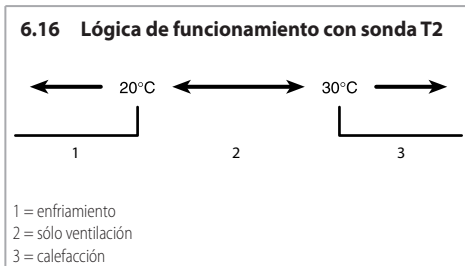 6.16 Lógica de funcionamiento con sonda T2
20°C 30°C
1 2 3
1 = enfriamiento
2 = sólo ventilación
3 = calefacción